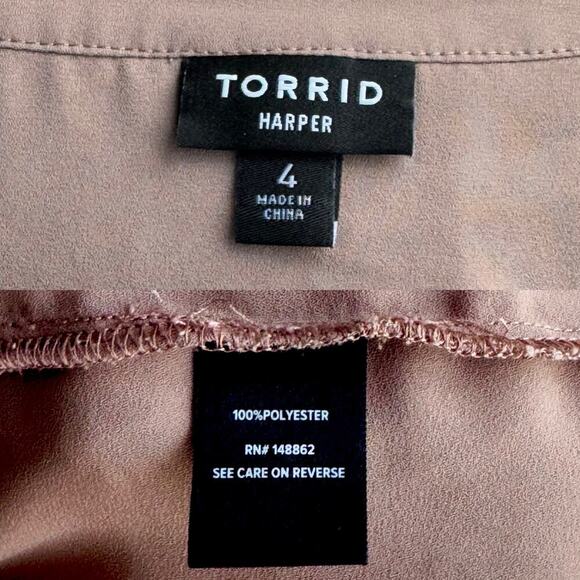 TORRID
HARPER
4
MADE IN
CHINA
100%POLYESTER
RN# 148862
SEE CARE ON REVERSE